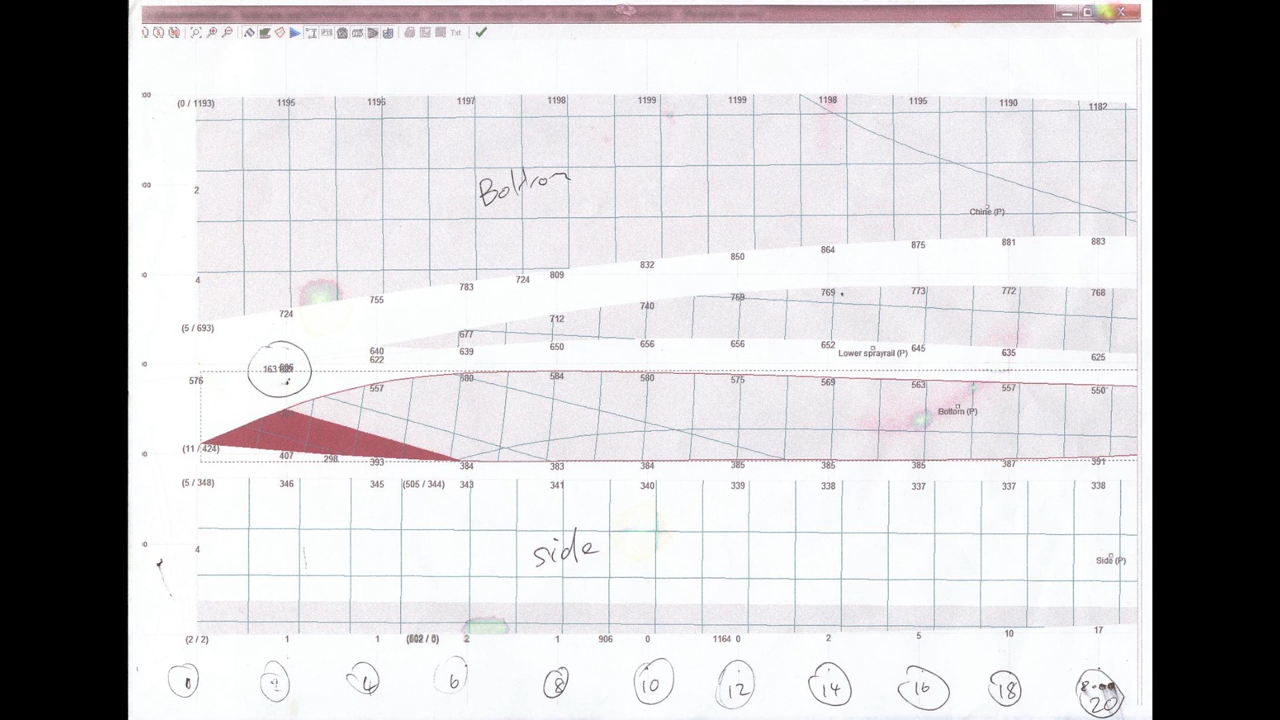 Txt
(0 / 1193) 1195 1196 1197 1198 1199 1199 1198 1195 1190 1182
2
Bottom
Chine (P)
883
881
875
864
850
832
4 724 809
783
755
724
(5 / 693)
759 769 773 772 768
740
712
677
640 639 650 656 656 652 645 635 625
Lower sprayrail (P)
622
576 557 580 584 580 575 569 563 557 550
Bottom (P)
(11 / 424)
407 298 393 384 383 384 385 385 385 387 391
(5 / 348) 346 345 (505 / 344) 343 341 340 339 338 337 337 338
4
side
Side (P)
(2 / 2) 1 1 2 1 906 0 1164 0 2 5 10 17
0 2 4 6 8 10 12 14 16 18 20